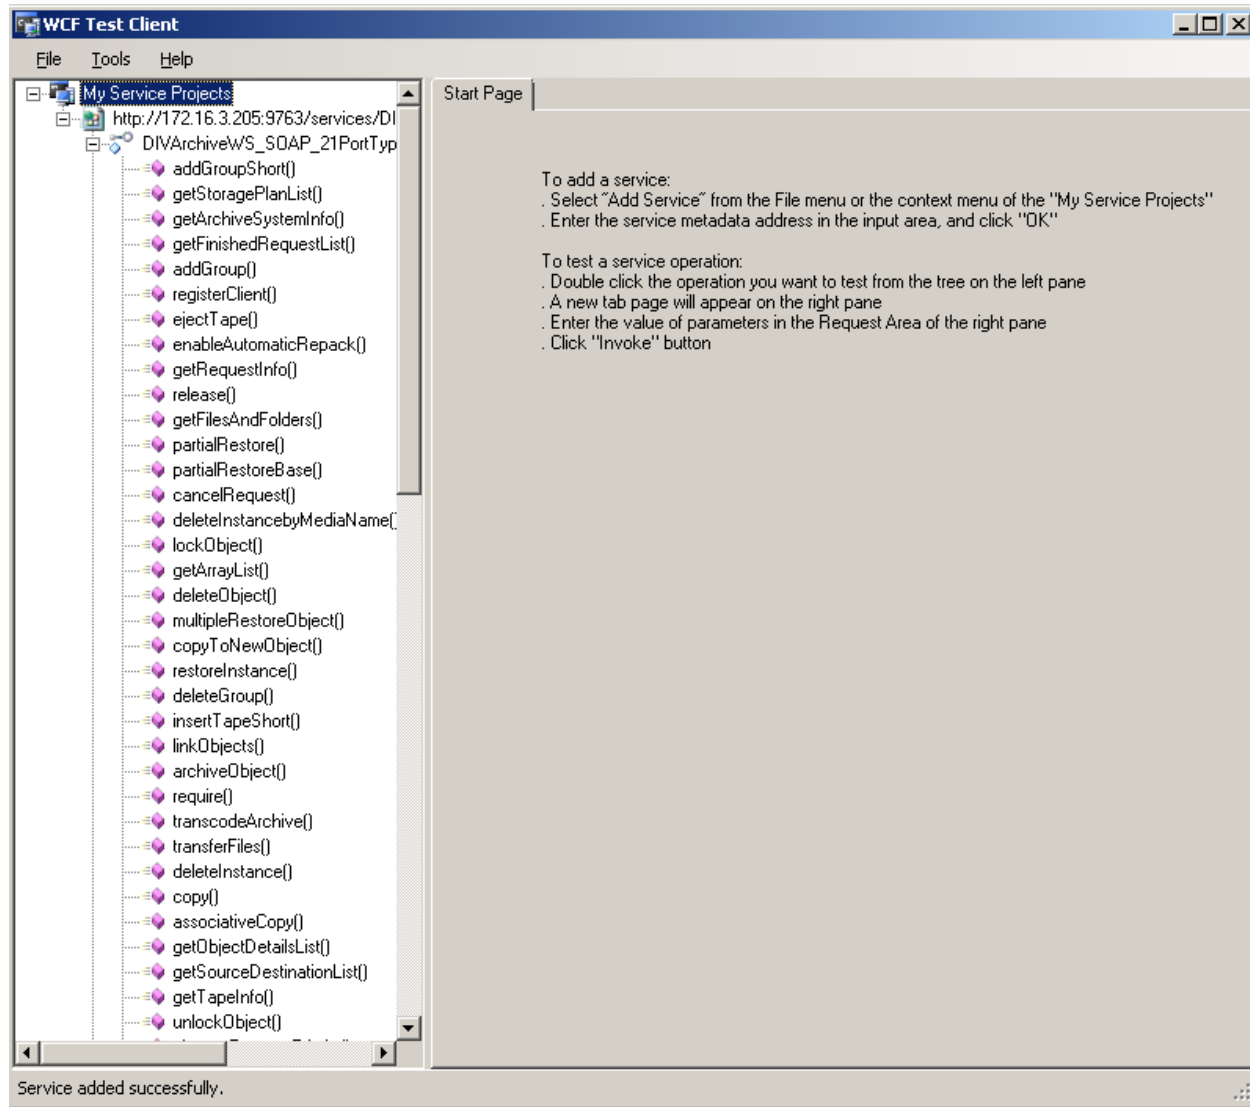 WCF Test Client
File Tools Help
My Service Projects
http://172.16.3.205:9763/services/DI
DIVArchiveWS_SOAP_21PortTyp
addGroupShort()
getStoragePlanList()
getArchiveSystemInfo()
getFinishedRequestList()
addGroup()
registerClient()
ejectTape()
enableAutomaticRepack()
getRequestInfo()
release()
getFilesAndFolders()
partialRestore()
partialRestoreBase()
cancelRequest()
deleteInstancebyMediaName()
lockObject()
getArrayList()
deleteObject()
multipleRestoreObject()
copyToNewObject()
restoreInstance()
deleteGroup()
insertTapeShort()
linkObjects()
archiveObject()
require()
transcodeArchive()
transferFiles()
deleteInstance()
copy()
associativeCopy()
getObjectDetailsList()
getSourceDestinationList()
getTapeInfo()
unlockObject()
Start Page
To add a service:
. Select "Add Service" from the File menu or the context menu of the "My Service Projects"
. Enter the service metadata address in the input area, and click "OK"
To test a service operation:
. Double click the operation you want to test from the tree on the left pane
. A new tab page will appear on the right pane
. Enter the value of parameters in the Request Area of the right pane
. Click "Invoke" button
Service added successfully.